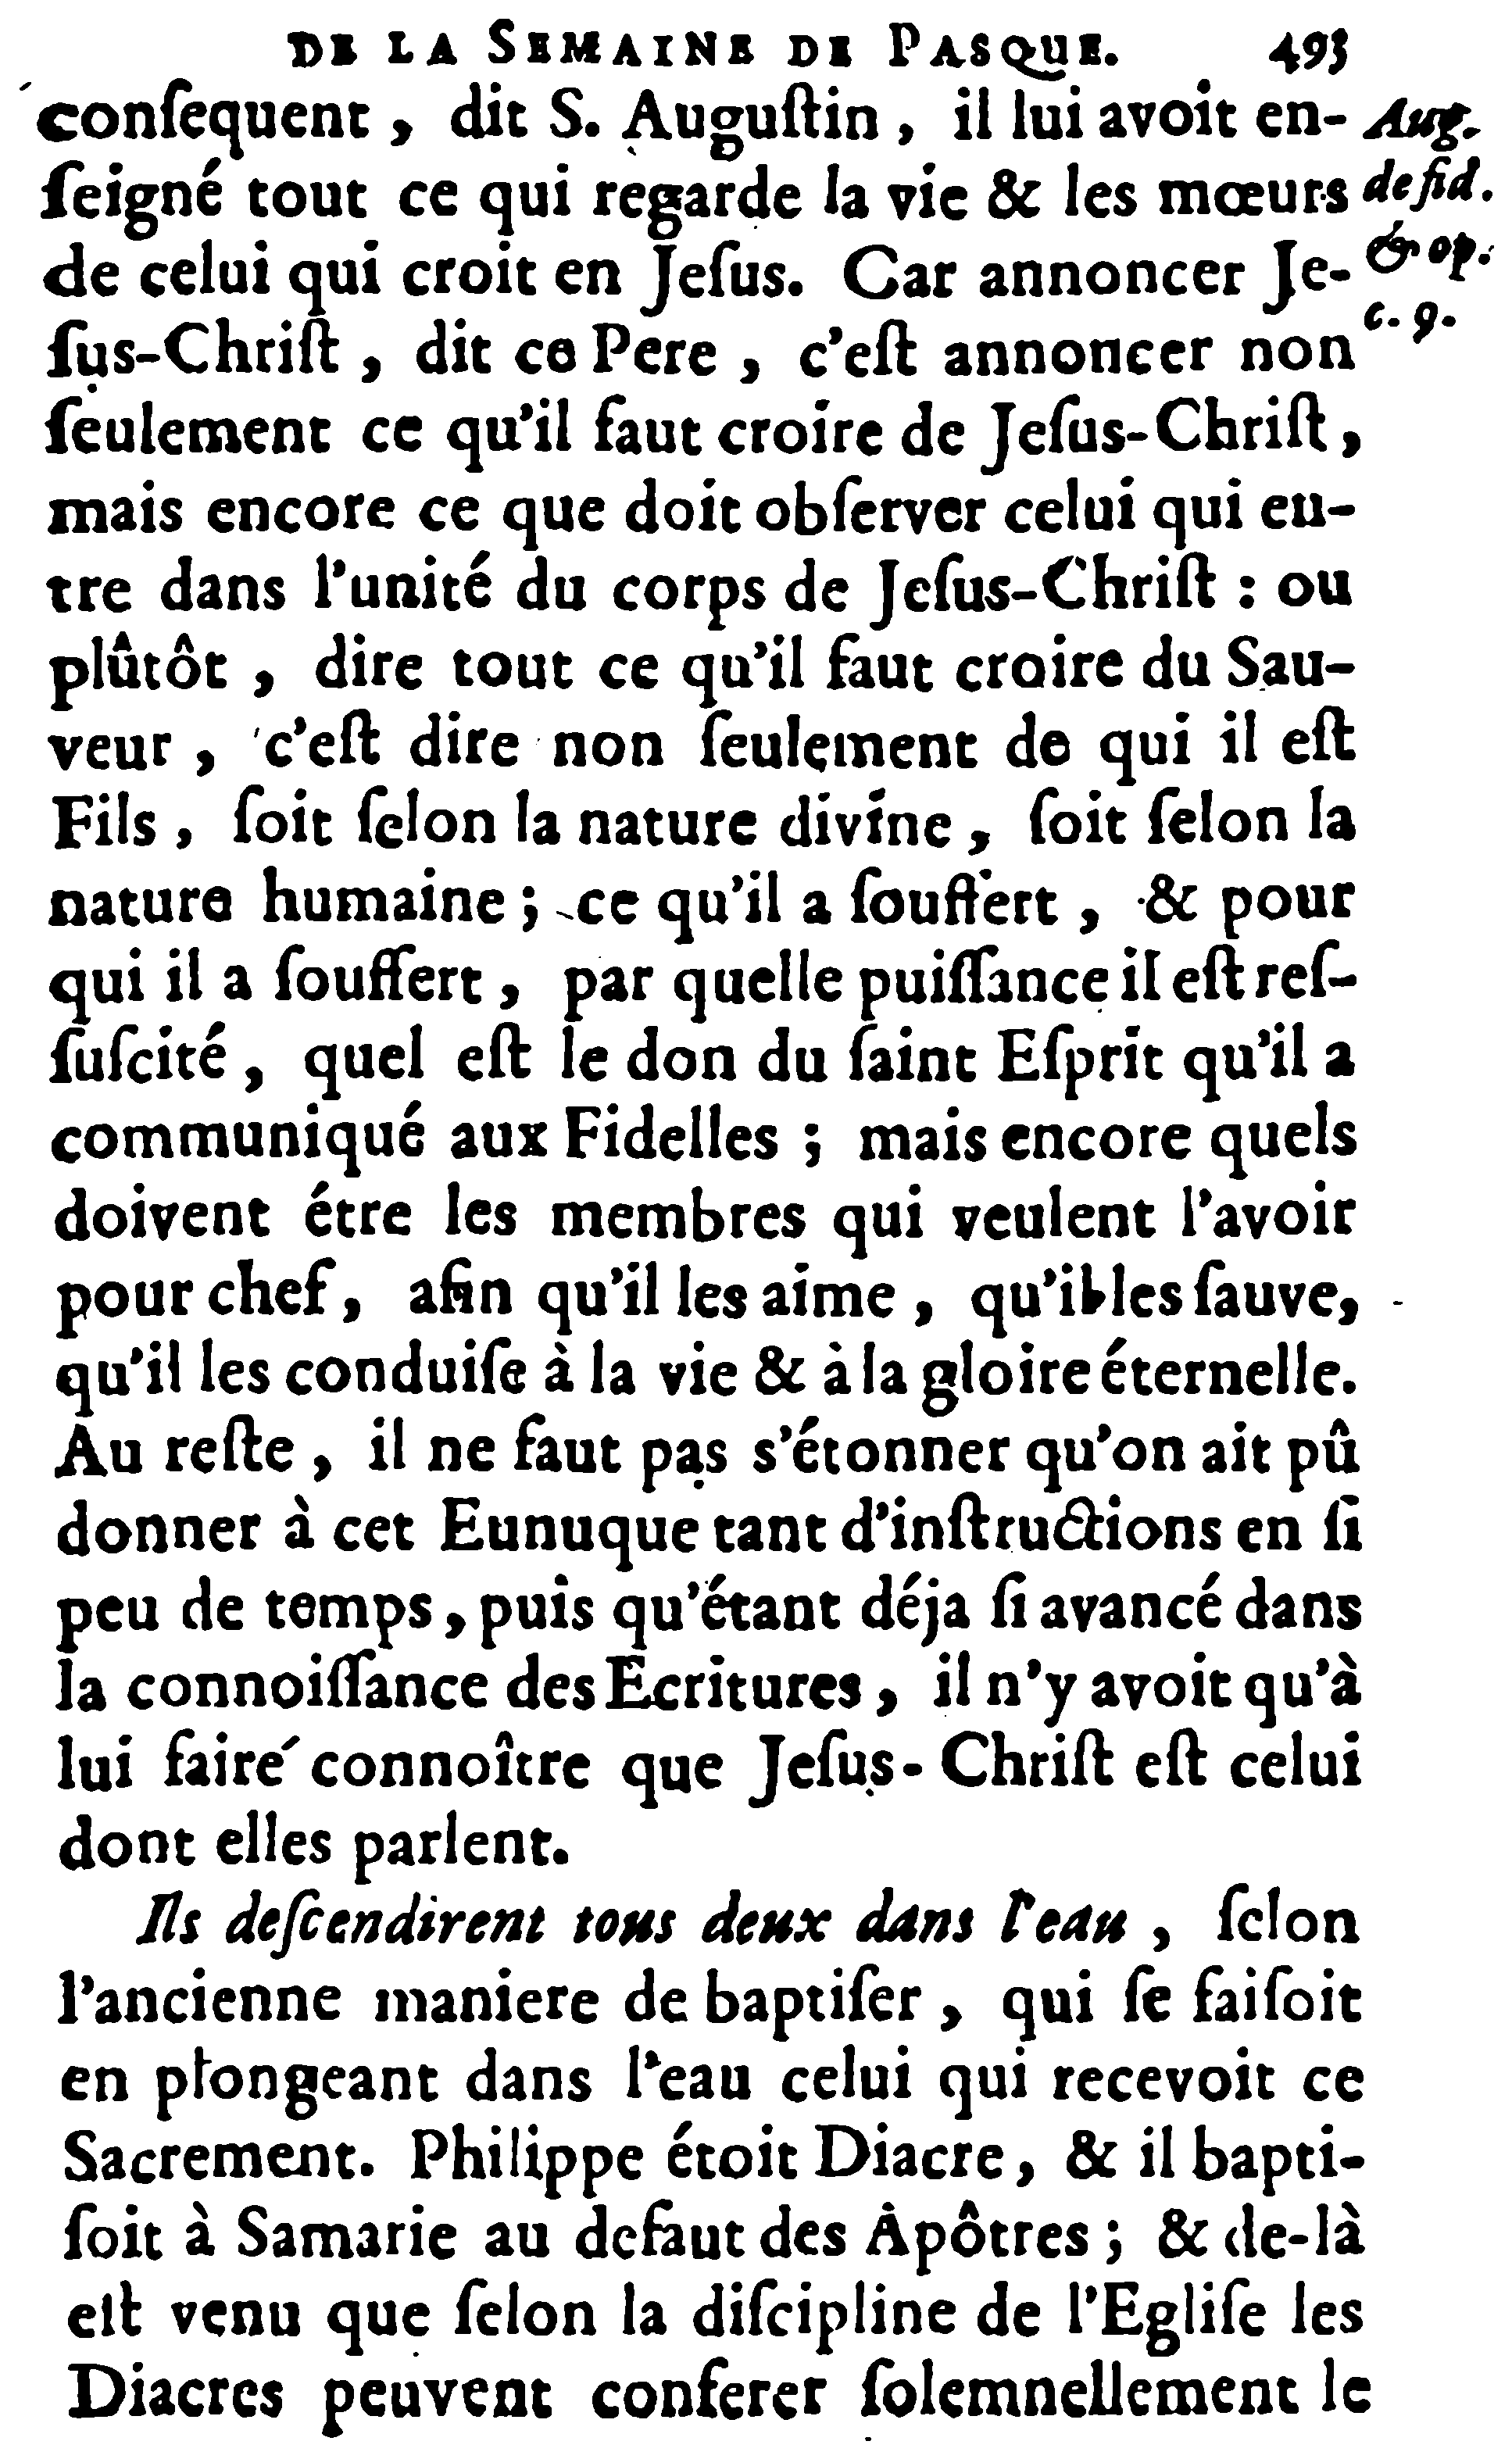 DE LA SEMAINE DE PASQUE. 493
conſequent, dit S. Auguſtin, il lui avoit en-
ſeigné tout ce qui regarde la vie & les mœurs
de celui qui croit en Jeſus. Car annoncer Je-
ſus-Chriſt, dit ce Pere, c'eſt annoncer non
ſeulement ce qu'il faut croire de Jeſus-Chriſt,
mais encore ce que doit obſerver celui qui en-
tre dans l'unité du corps de Jeſus-Chriſt : ou
plûtôt, dire tout ce qu'il faut croire du Sau-
veur, c'eſt dire non ſeulement de qui il eſt
Fils, ſoit ſelon la nature divine, ſoit ſelon la
nature humaine; ce qu'il a souffert, & pour
qui il a ſouffert, par quelle puiſſance il eſt reſ-
ſuſcité, quel eſt le don du ſaint Eſprit qu'il a
communiqué aux Fidelles ; mais encore quels
doivent étre les membres qui veulent l'avoir
pour chef, afin qu'il les aime, qu'il les ſauve,
qu'il les conduiſe à la vie & à la gloire éternelle.
Au reſte, il ne faut pas s'étonner qu'on ait pû
donner à cet Eunuque tant d'inſtructions en ſi
peu de temps, puis qu'étant déja ſi avancé dans
la connoiſſance des Ecritures, il n'y avoit qu'à
lui faire connoître que Jeſus-Chriſt eſt celui
dont elles parlent.
Ils deſcendirent tous deux dans l'eau, ſelon
l'ancienne maniere de baptiſer, qui ſe faiſoit
en plongeant dans l'eau celui qui recevoit ce
Sacrement. Philippe étoit Diacre, & il bapti-
ſoit à Samarie au defaut des Apôtres ; & de-là
eſt venu que ſelon la diſcipline de l'Egliſe les
Diacres peuvent conferer ſolemnellement le
Aug.
de fid.
& op.
c. 9.